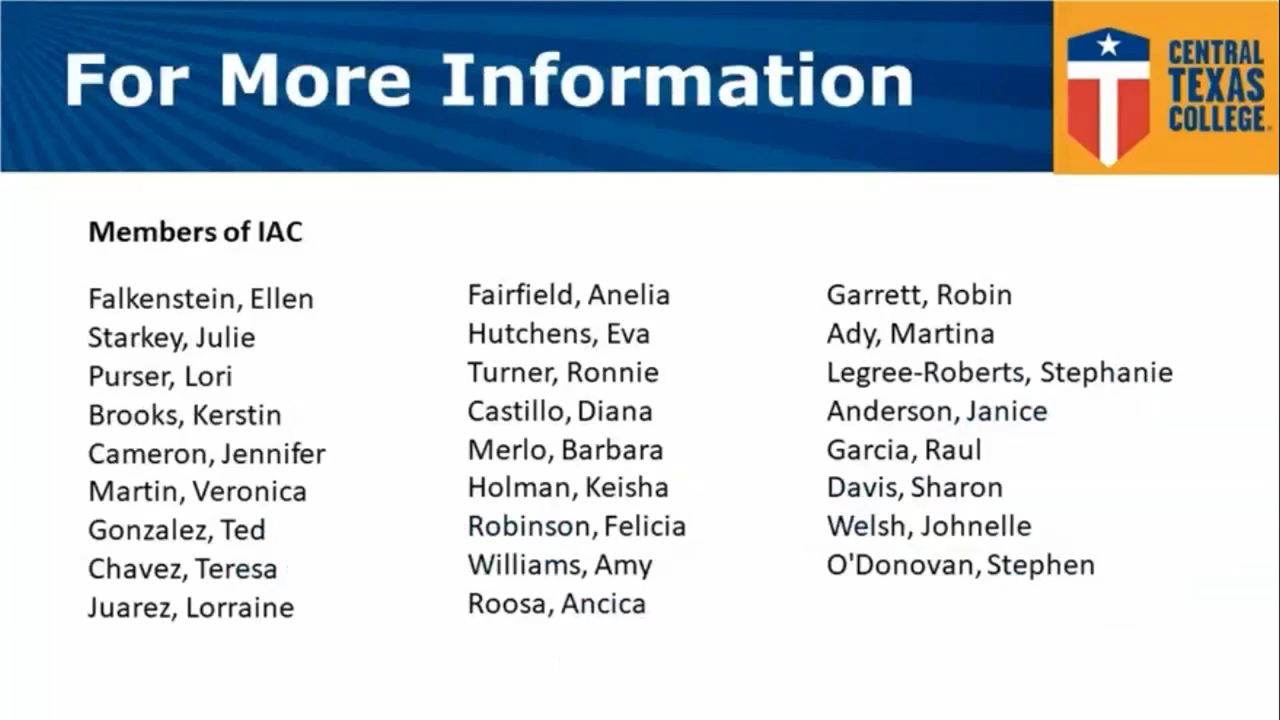 For More Information
CENTRAL
TEXAS
COLLEGE
Members of IAC
Falkenstein, Ellen
Starkey, Julie
Purser, Lori
Brooks, Kerstin
Cameron, Jennifer
Martin, Veronica
Gonzalez, Ted
Chavez, Teresa
Juarez, Lorraine
Fairfield, Anelia
Hutchens, Eva
Turner, Ronnie
Castillo, Diana
Merlo, Barbara
Holman, Keisha
Robinson, Felicia
Williams, Amy
Roosa, Ancica
Garrett, Robin
Ady, Martina
Legree-Roberts, Stephanie
Anderson, Janice
Garcia, Raul
Davis, Sharon
Welsh, Johnelle
O'Donovan, Stephen